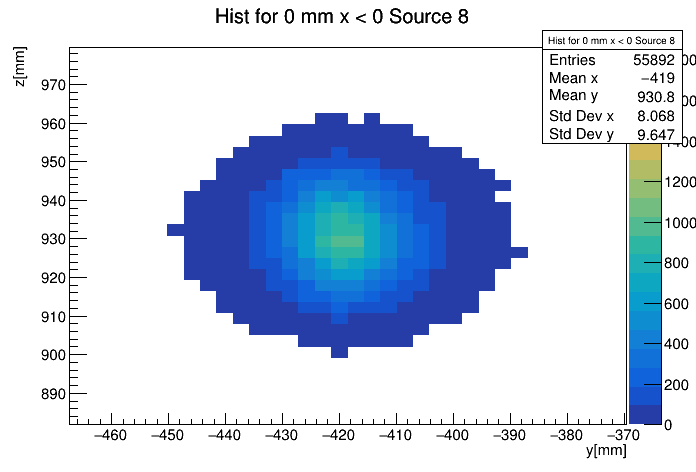 Hist for 0 mm x < 0 Source 8
z[mm]
Hist for 0 mm x < 0 Source 8
Entries 55892
Mean x −419
Mean y 930.8
Std Dev x 8.068
Std Dev y 9.647
970
960
950
940
930
920
910
900
890
1200
1000
800
600
400
200
0
−460 −450 −440 −430 −420 −410 −400 −390 −380 −370
y[mm]